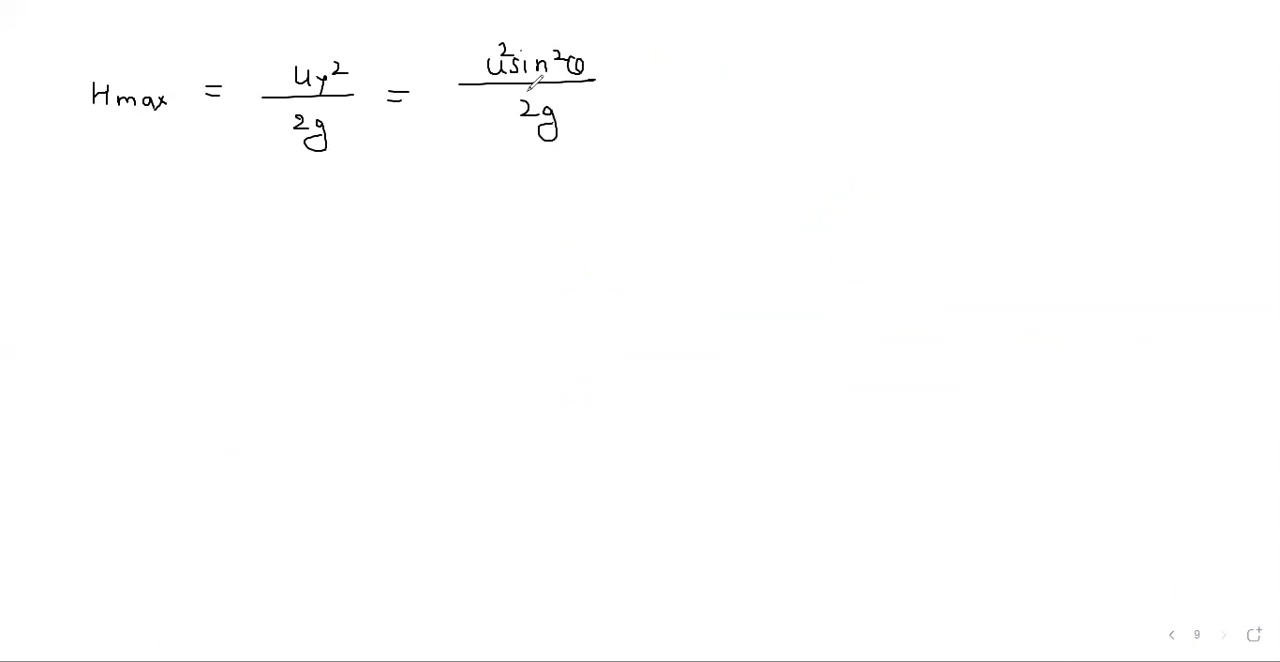 Hmax = uy²/2g = u²sin²θ/2g
9